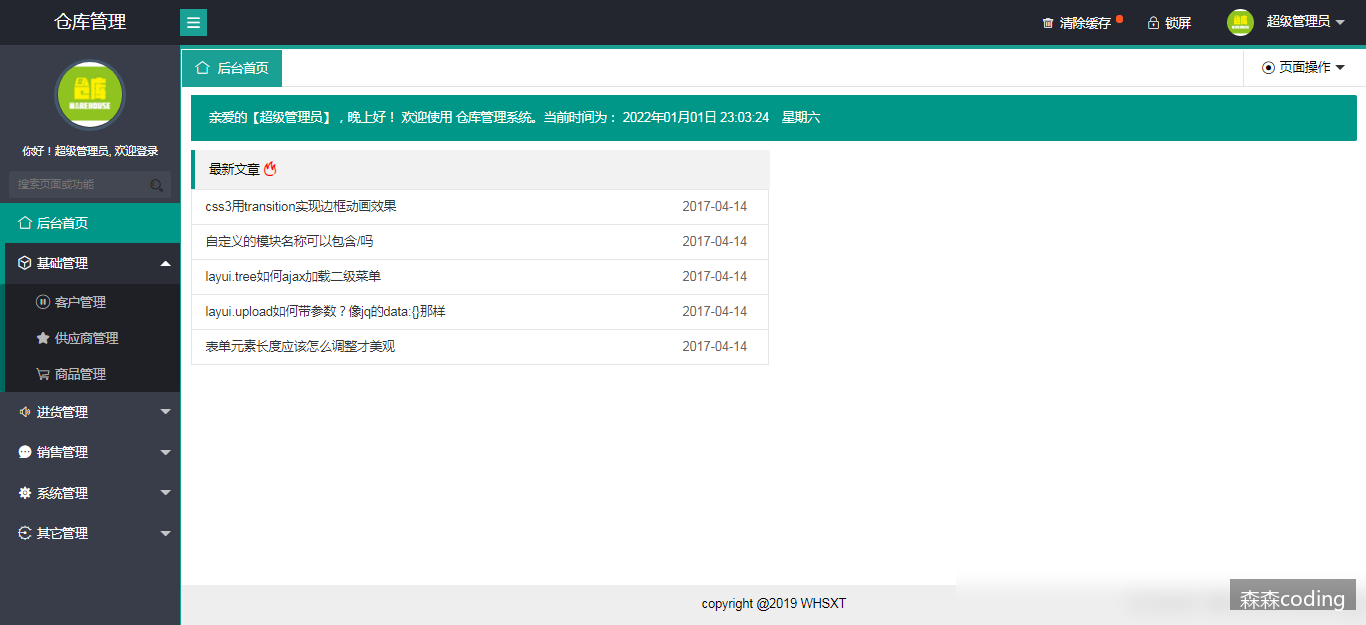 仓库管理
清除缓存
锁屏
超级管理员
仓库
WAREHOUSE
你好！超级管理员, 欢迎登录
搜索页面或功能
后台首页
基础管理
客户管理
供应商管理
商品管理
进货管理
销售管理
系统管理
其它管理
后台首页
页面操作
亲爱的【超级管理员】，晚上好！ 欢迎使用 仓库管理系统。当前时间为： 2022年01月01日 23:03:24 星期六
最新文章
css3用transition实现边框动画效果 2017-04-14
自定义的模块名称可以包含/吗 2017-04-14
layui.tree如何ajax加载二级菜单 2017-04-14
layui.upload如何带参数？像jq的data:{}那样 2017-04-14
表单元素长度应该怎么调整才美观 2017-04-14
copyright @2019 WHSXT
森森coding